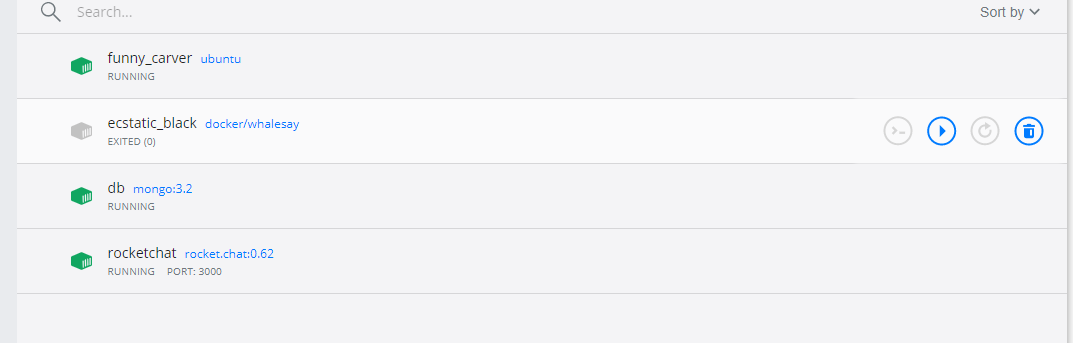 Search...
Sort by
funny_carver ubuntu
RUNNING
ecstatic_black docker/whalesay
EXITED (0)
db mongo:3.2
RUNNING
rocketchat rocket.chat:0.62
RUNNING PORT: 3000